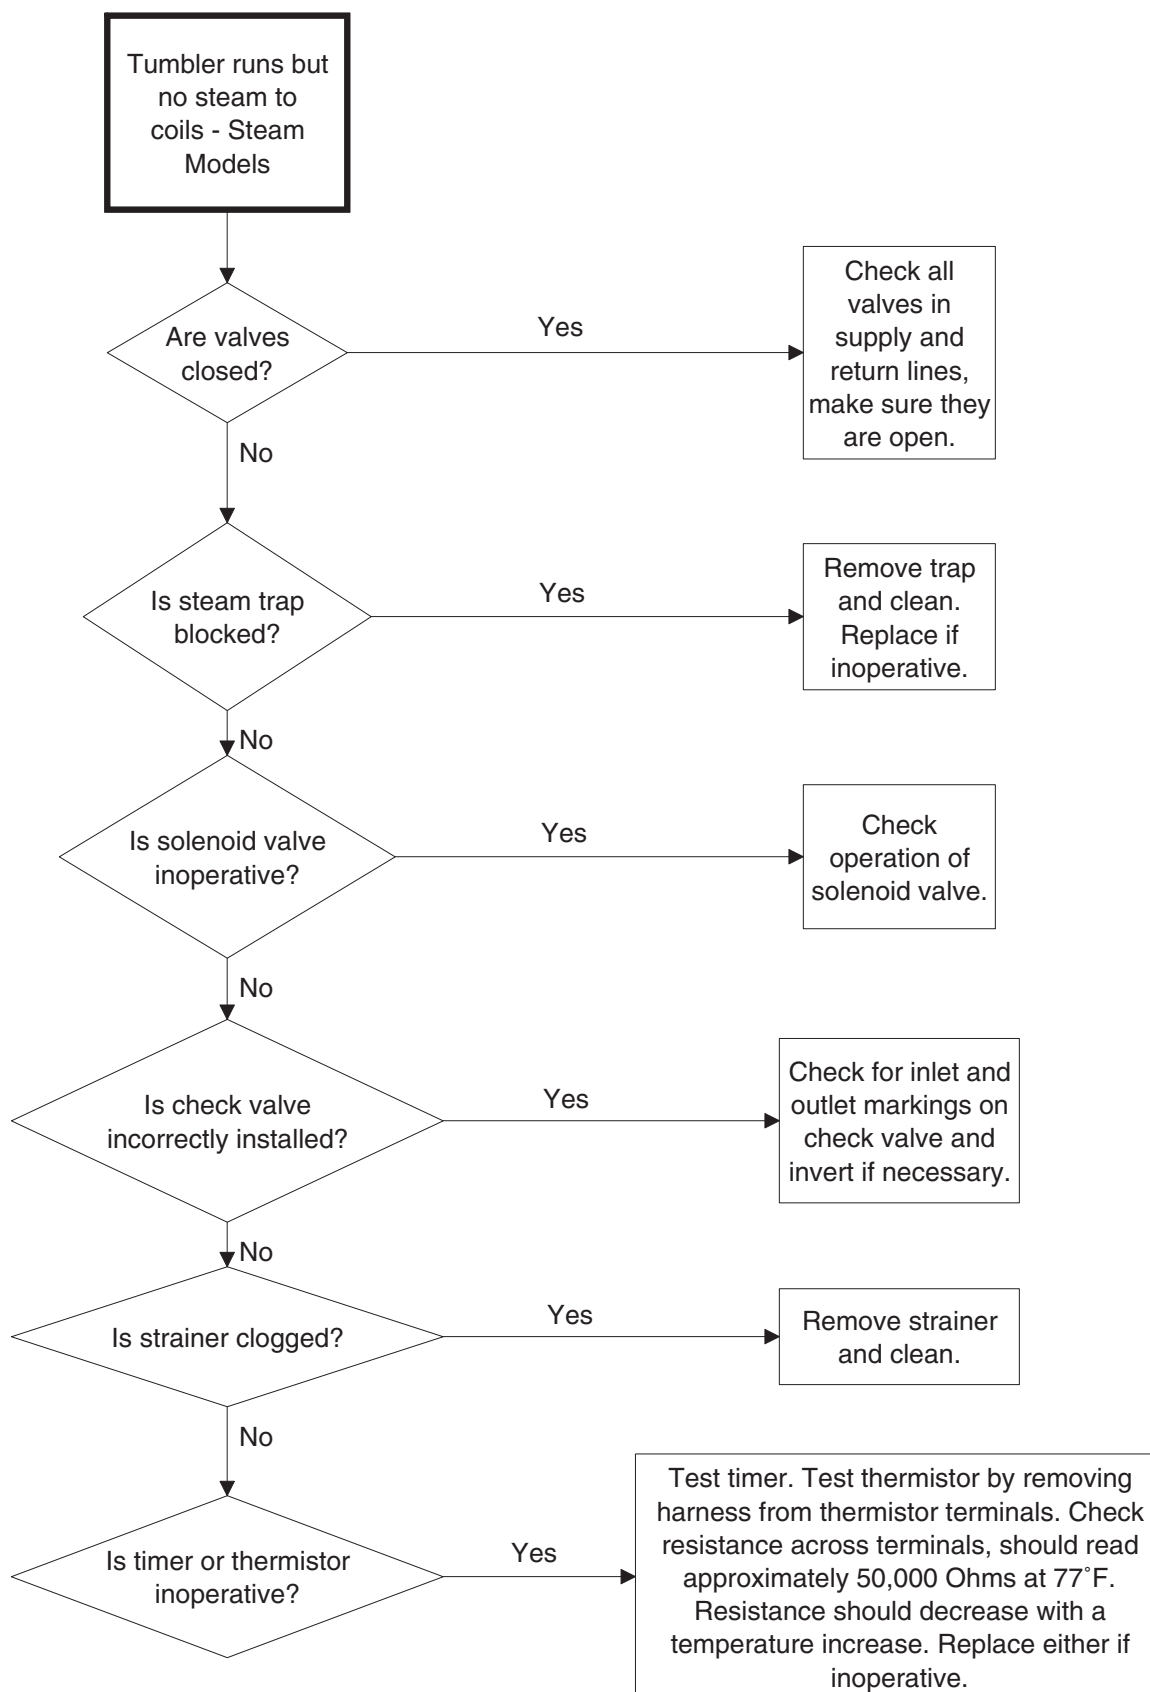 Tumbler runs but
no steam to
coils - Steam
Models
Are valves
closed?
Yes
Check all
valves in
supply and
return lines,
make sure they
are open.
No
Is steam trap
blocked?
Yes
Remove trap
and clean.
Replace if
inoperative.
No
Is solenoid valve
inoperative?
Yes
Check
operation of
solenoid valve.
No
Is check valve
incorrectly installed?
Yes
Check for inlet and
outlet markings on
check valve and
invert if necessary.
No
Is strainer clogged?
Yes
Remove strainer
and clean.
No
Is timer or thermistor
inoperative?
Yes
Test timer. Test thermistor by removing
harness from thermistor terminals. Check
resistance across terminals, should read
approximately 50,000 Ohms at 77˚F.
Resistance should decrease with a
temperature increase. Replace either if
inoperative.